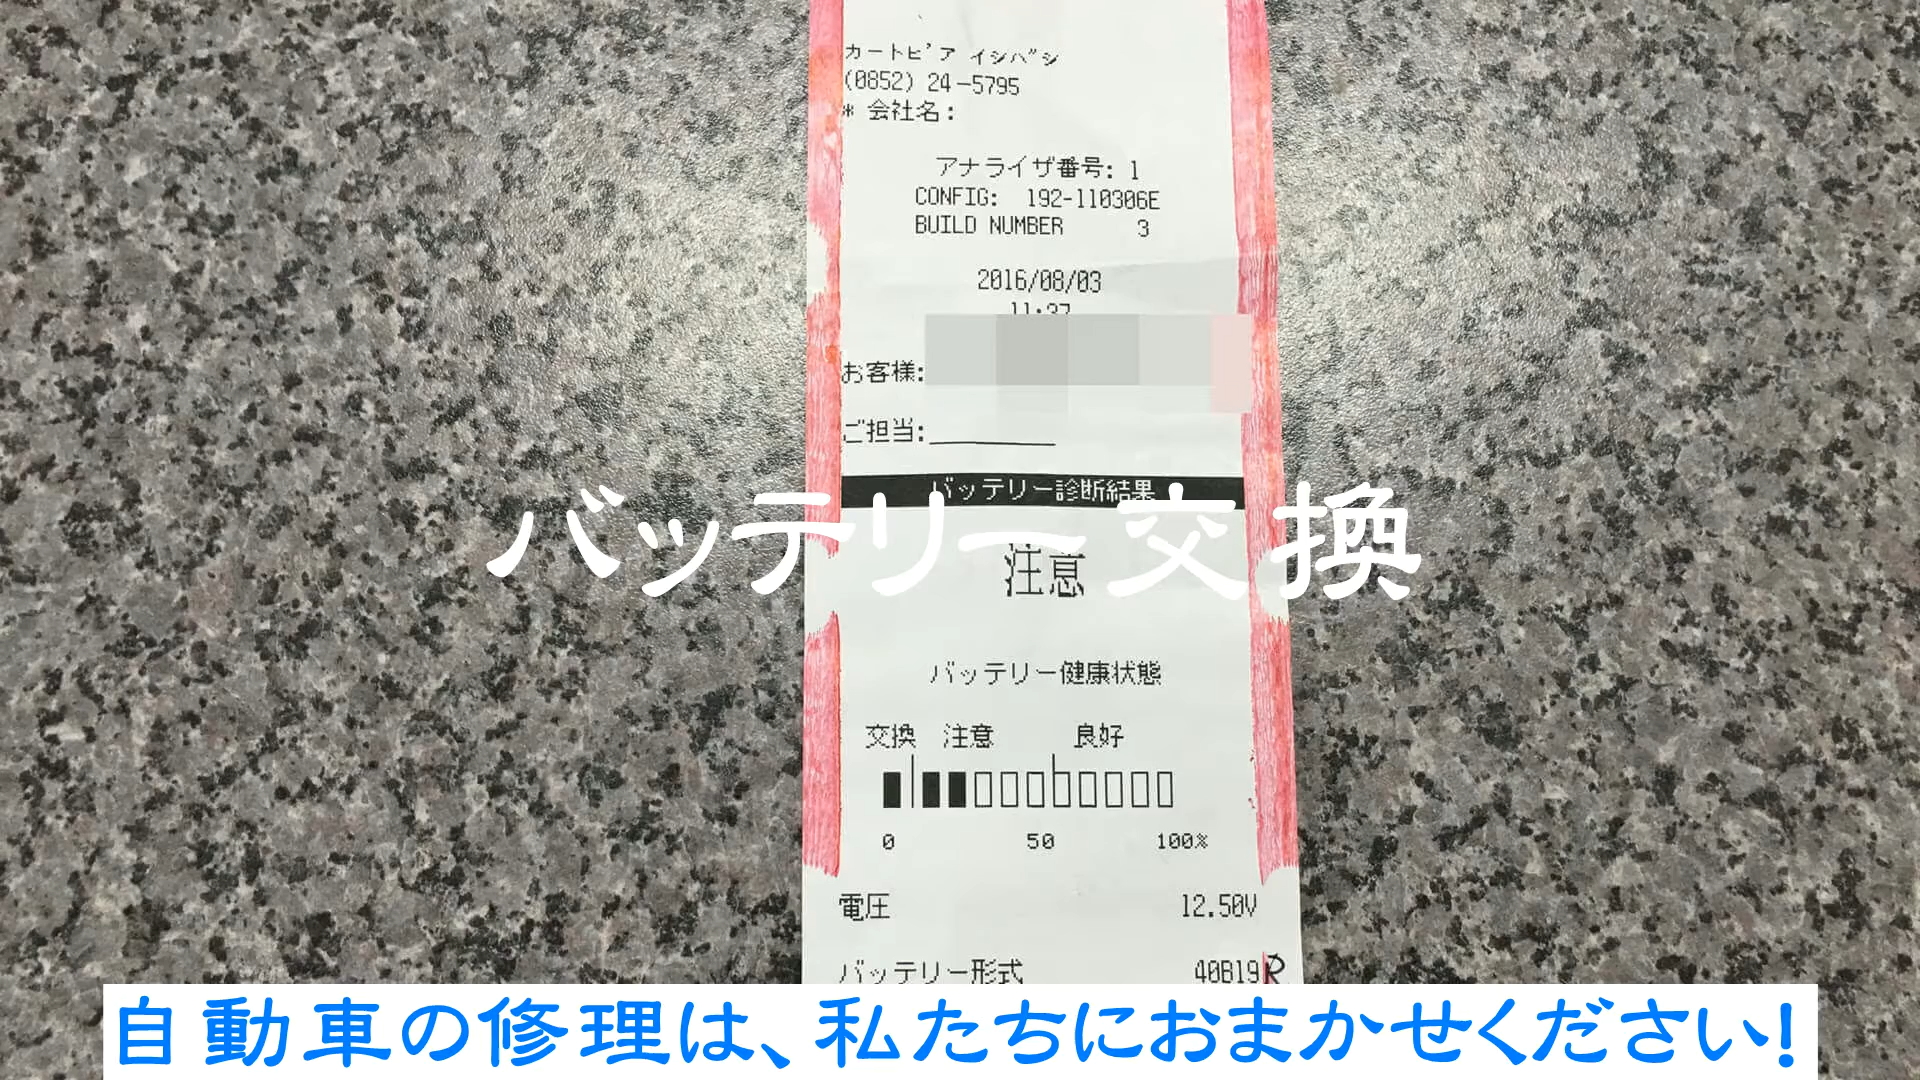 カートピア イシバシ
(0852) 24-5795
* 会社名:
アナライザ番号: 1
CONFIG: 192-110306E
BUILD NUMBER 3
2016/08/03
11:37
お客様:
ご担当:
バッテリー診断結果
バッテリー交換
注意
バッテリー健康状態
交換 注意 良好
0 50 100%
電圧 12.50V
バッテリー形式 40B19R
自動車の修理は、私たちにおまかせください!